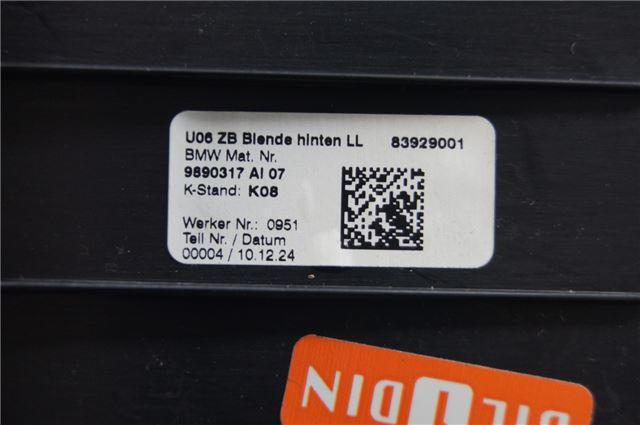 U06 ZB Blende hinten LL 83929001
BMW Mat. Nr.
9890317 AI 07
K-Stand: K08
Werker Nr.: 0951
Teil Nr. / Datum
00004 / 10.12.24